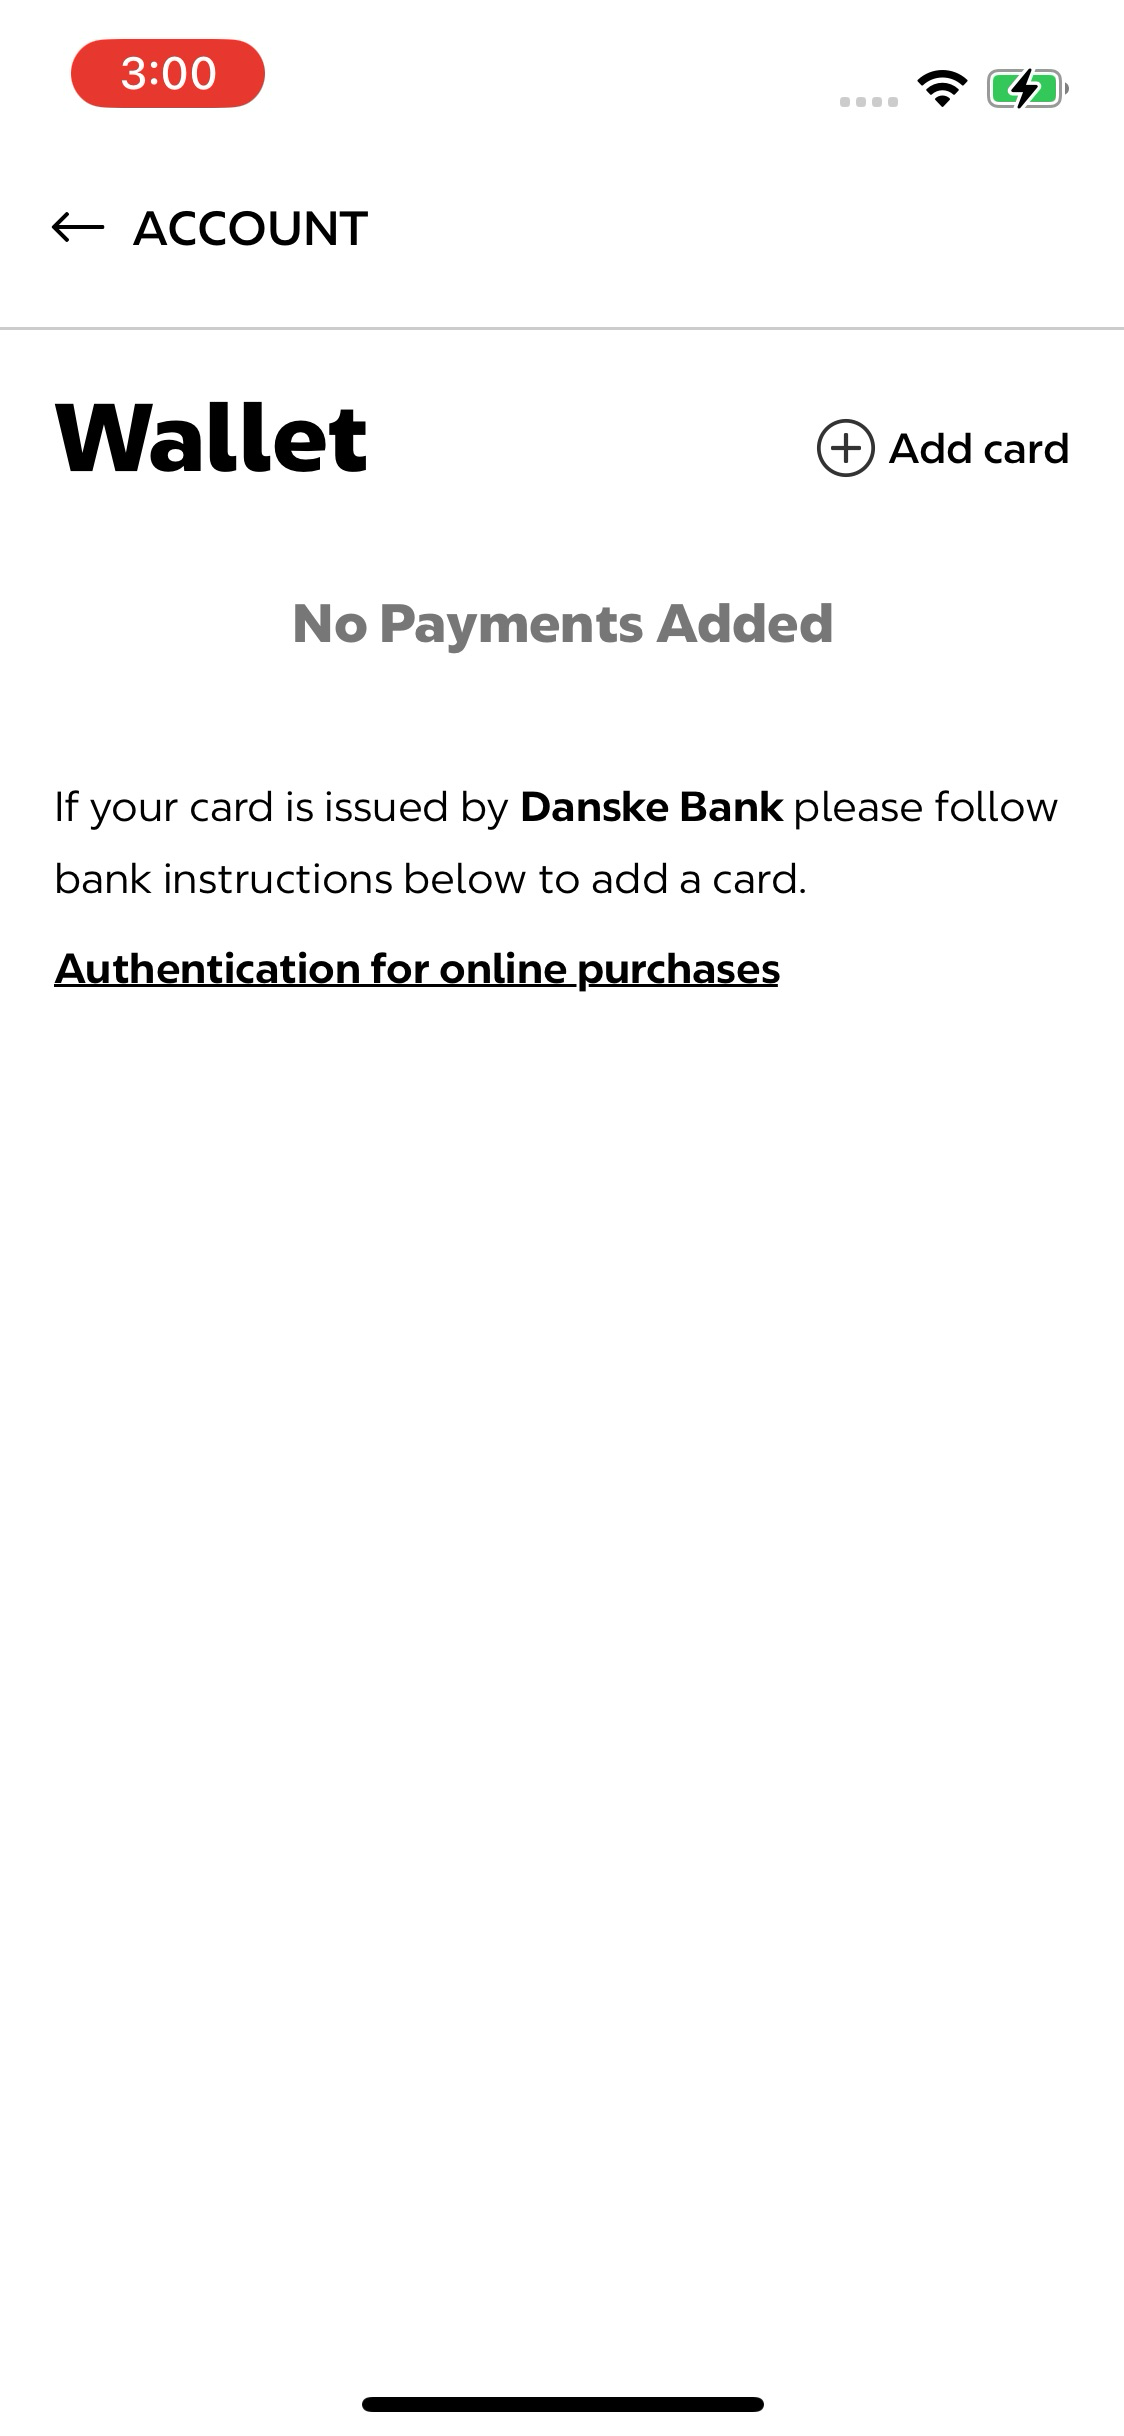 3:00
ACCOUNT
Wallet
Add card
No Payments Added
If your card is issued by Danske Bank please follow
bank instructions below to add a card.
Authentication for online purchases